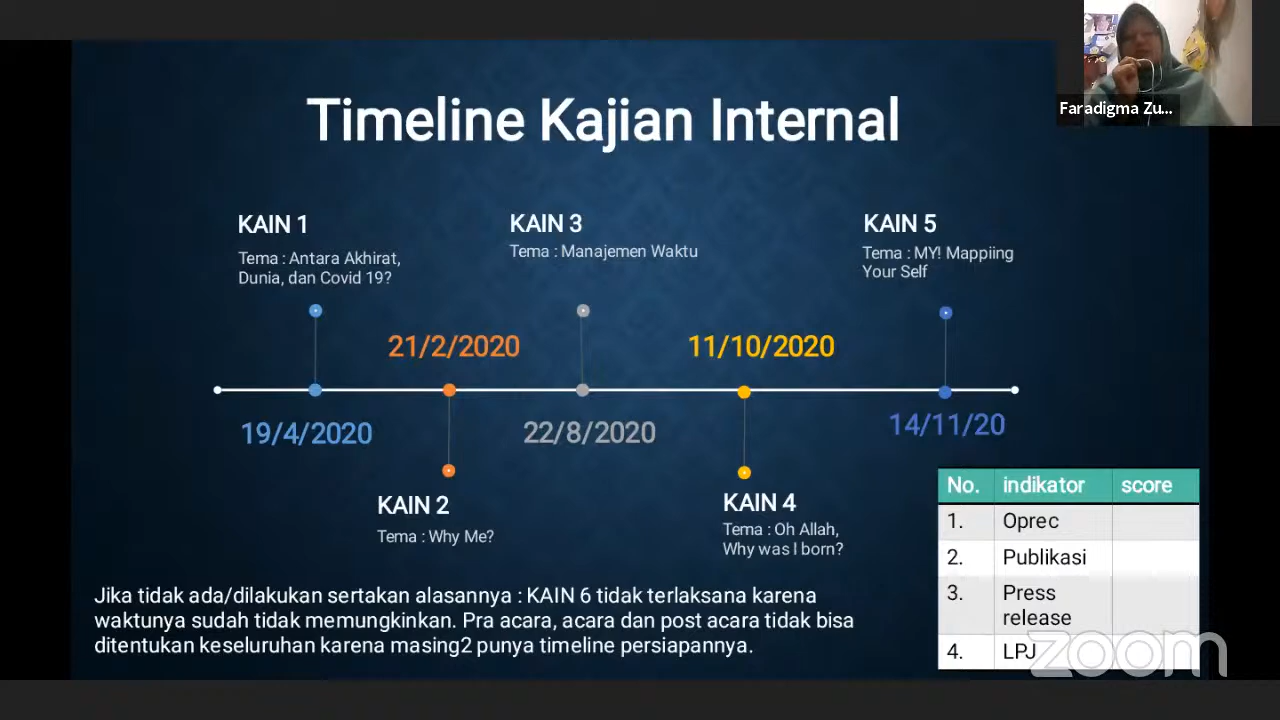 Timeline Kajian Internal
Faradigma Zu...
KAIN 1
Tema : Antara Akhirat,
Dunia, dan Covid 19?
KAIN 3
Tema : Manajemen Waktu
KAIN 5
Tema : MY! Mappiing
Your Self
21/2/2020
11/10/2020
19/4/2020
22/8/2020
14/11/20
KAIN 2
Tema : Why Me?
KAIN 4
Tema : Oh Allah,
Why was I born?
No. indikator score
1. Oprec
2. Publikasi
3. Press
release
4. LPJ
Jika tidak ada/dilakukan sertakan alasannya : KAIN 6 tidak terlaksana karena
waktunya sudah tidak memungkinkan. Pra acara, acara dan post acara tidak bisa
ditentukan keseluruhan karena masing2 punya timeline persiapannya.
zoom